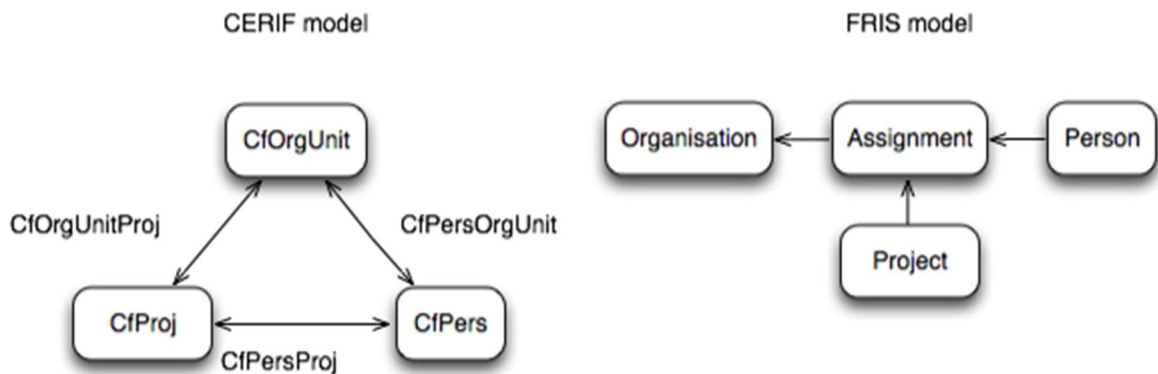 CERIF model
FRIS model
CfOrgUnit
Organisation
Assignment
Person
CfOrgUnitProj
CfPersOrgUnit
Project
CfProj
CfPers
CfPersProj